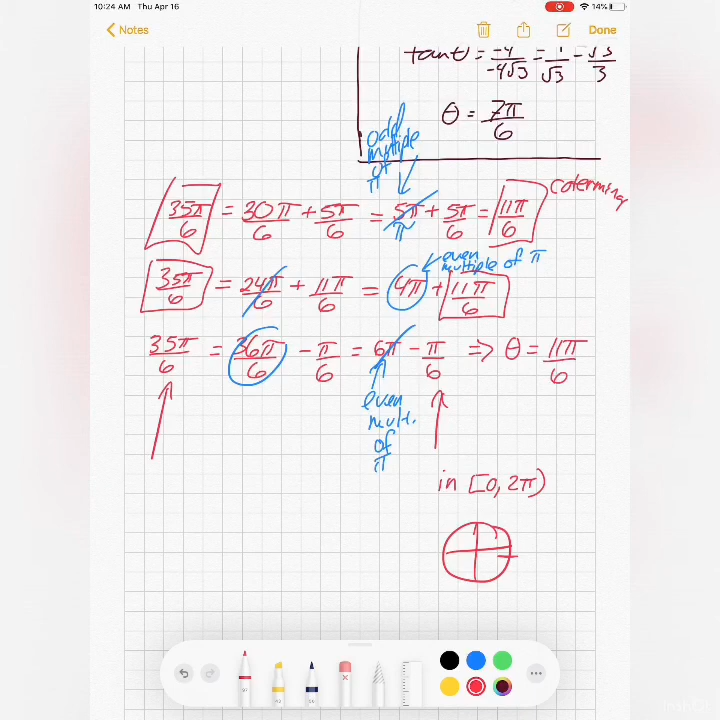 10:24 AM Thu Apr 16
14%
Notes
Done
tanθ = -4/-4√3 = 1/√3 = √3/3
θ = 7π/6
odd
multiple
of
π
35π/6 = 30π/6 + 5π/6 = 5π/π + 5π/6 = 11π/6
coterminal
even
multiple of π
35π/6 = 24π/6 + 11π/6 = 4π + 11π/6
35π/6 = 36π/6 - π/6 = 6π - π/6 ⇒ θ = 11π/6
even
mult.
of
π
in [0, 2π)
97